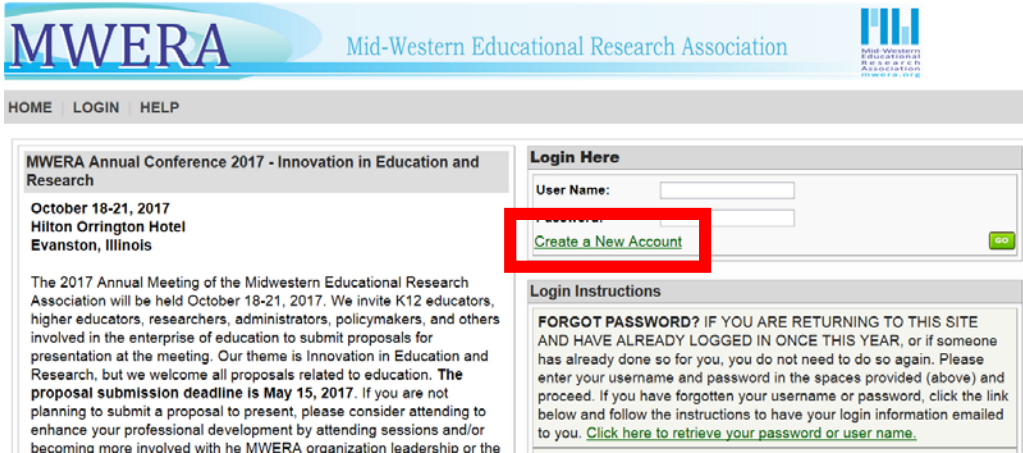 MWERA
Mid-Western Educational Research Association
Mid-Western
Educational
Research
Association
mwera.org
HOME | LOGIN | HELP
MWERA Annual Conference 2017 - Innovation in Education and
Research
October 18-21, 2017
Hilton Orrington Hotel
Evanston, Illinois
The 2017 Annual Meeting of the Midwestern Educational Research
Association will be held October 18-21, 2017. We invite K12 educators,
higher educators, researchers, administrators, policymakers, and others
involved in the enterprise of education to submit proposals for
presentation at the meeting. Our theme is Innovation in Education and
Research, but we welcome all proposals related to education. The
proposal submission deadline is May 15, 2017. If you are not
planning to submit a proposal to present, please consider attending to
enhance your professional development by attending sessions and/or
becoming more involved with he MWERA organization leadership or the
Login Here
User Name:
Password:
Create a New Account
GO
Login Instructions
FORGOT PASSWORD? IF YOU ARE RETURNING TO THIS SITE
AND HAVE ALREADY LOGGED IN ONCE THIS YEAR, or if someone
has already done so for you, you do not need to do so again. Please
enter your username and password in the spaces provided (above) and
proceed. If you have forgotten your username or password, click the link
below and follow the instructions to have your login information emailed
to you. Click here to retrieve your password or user name.